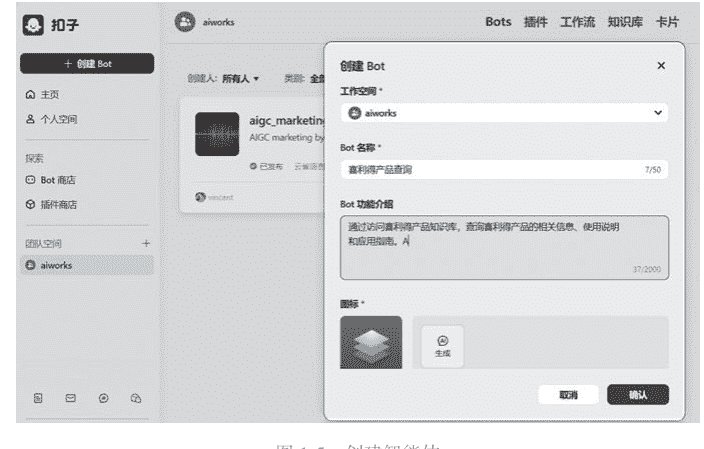 扣子
+ 创建 Bot
主页
个人空间
探索
Bot 商店
插件商店
团队空间 +
aiworks
aiworks
Bots 插件 工作流 知识库 卡片
创建人: 所有人
类别:
aigc_marketing
AIGC marketing by
已发布
vincent
创建 Bot
工作空间 *
aiworks
Bot 名称 *
喜利得产品查询 7/50
Bot 功能介绍
通过访问喜利得产品知识库，查询喜利得产品的相关信息、使用说明
和应用指南。A
37/2000
图标 *
AI
生成
取消 确认